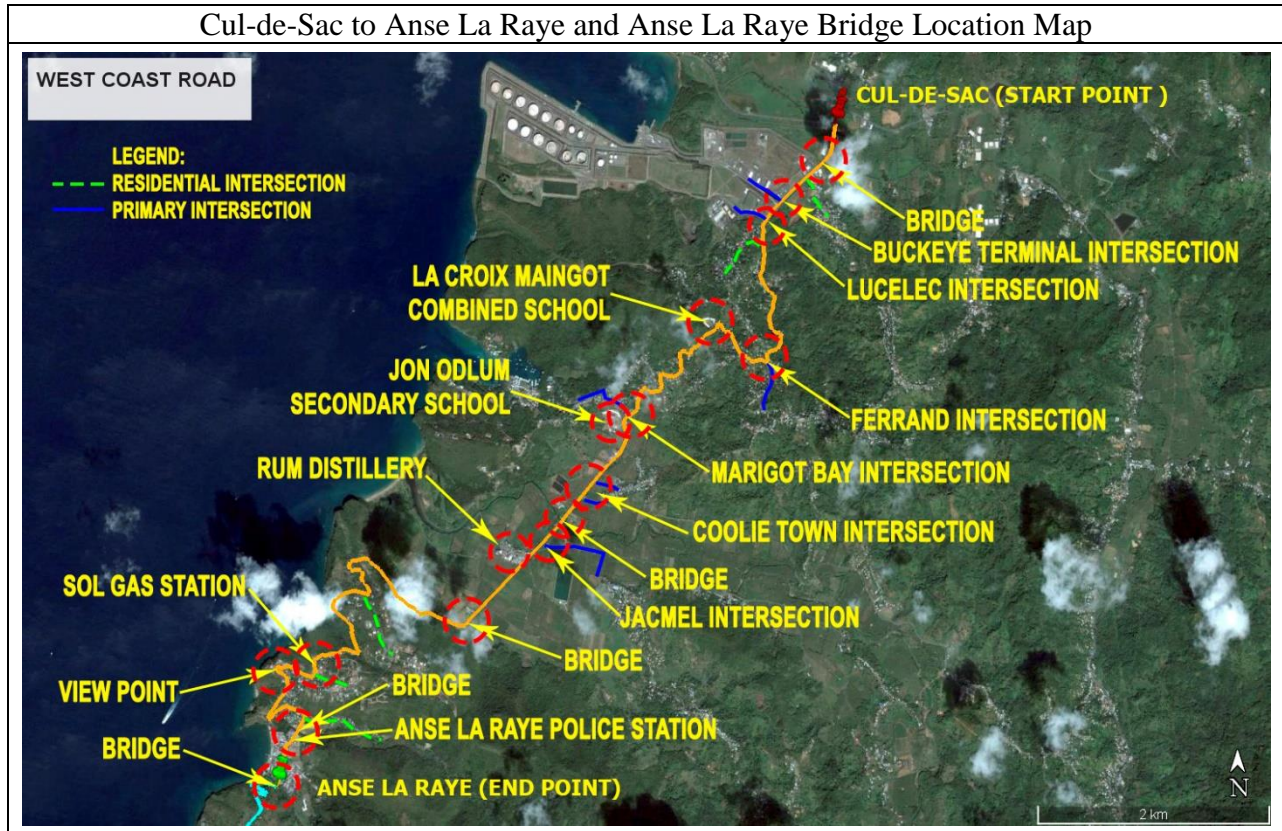 Cul-de-Sac to Anse La Raye and Anse La Raye Bridge Location Map
WEST COAST ROAD
LEGEND:
RESIDENTIAL INTERSECTION
PRIMARY INTERSECTION
CUL-DE-SAC (START POINT )
BRIDGE
BUCKEYE TERMINAL INTERSECTION
LUCELEC INTERSECTION
LA CROIX MAINGOT
COMBINED SCHOOL
FERRAND INTERSECTION
JON ODLUM
SECONDARY SCHOOL
MARIGOT BAY INTERSECTION
RUM DISTILLERY
COOLIE TOWN INTERSECTION
BRIDGE
JACMEL INTERSECTION
SOL GAS STATION
BRIDGE
VIEW POINT
BRIDGE
ANSE LA RAYE POLICE STATION
BRIDGE
ANSE LA RAYE (END POINT)
N
2 km